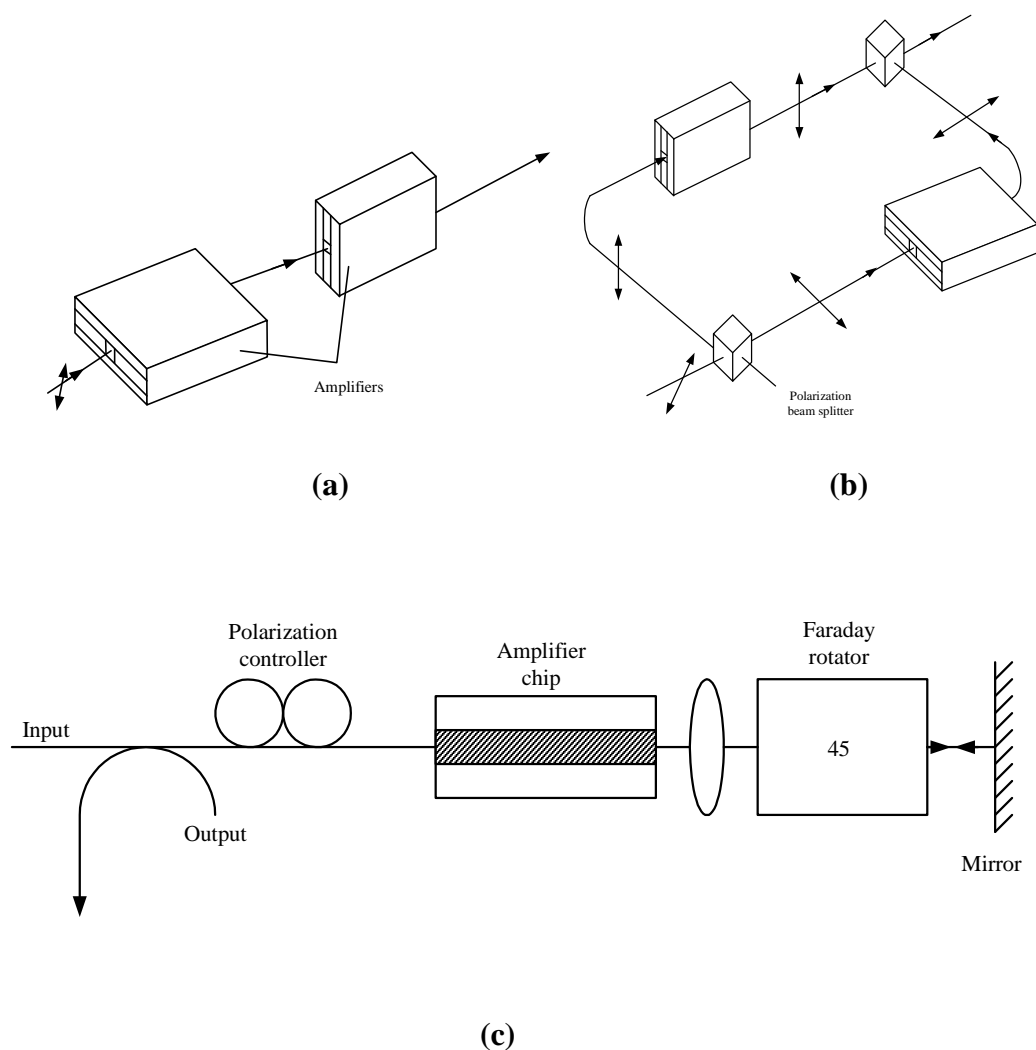 Amplifiers
Polarization
beam splitter
(a)
(b)
Polarization
controller
Amplifier
chip
Faraday
rotator
Input
45
Output
Mirror
(c)